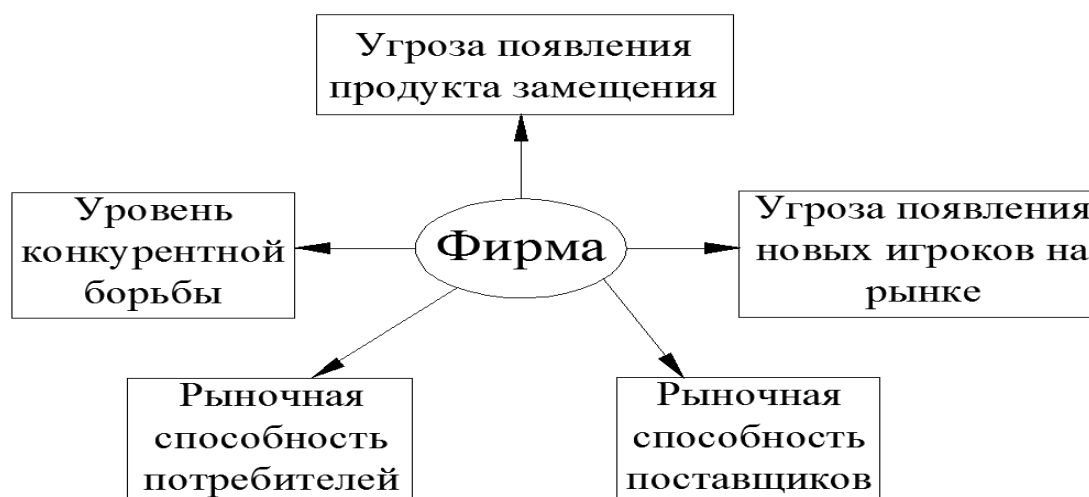 Угроза появления
продукта замещения
Уровень
конкурентной
борьбы
Фирма
Угроза появления
новых игроков на
рынке
Рыночная
способность
потребителей
Рыночная
способность
поставщиков